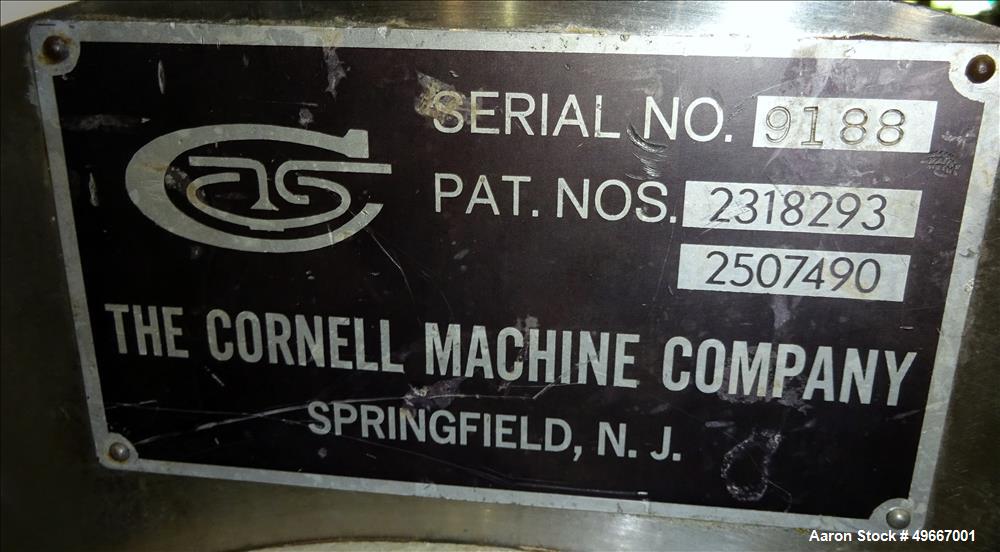 SERIAL NO. 9188
PAT. NOS. 2318293
2507490
THE CORNELL MACHINE COMPANY
SPRINGFIELD, N. J.
Aaron Stock # 49667001